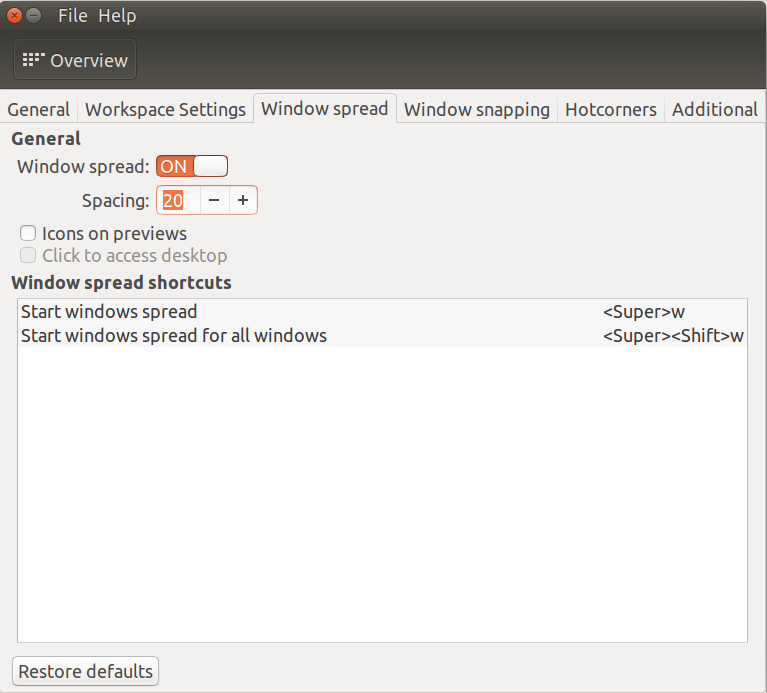 File Help
Overview
General Workspace Settings Window spread Window snapping Hotcorners Additional
General
Window spread: ON
Spacing: 20 − +
Icons on previews
Click to access desktop
Window spread shortcuts
Start windows spread <Super>w
Start windows spread for all windows <Super><Shift>w
Restore defaults